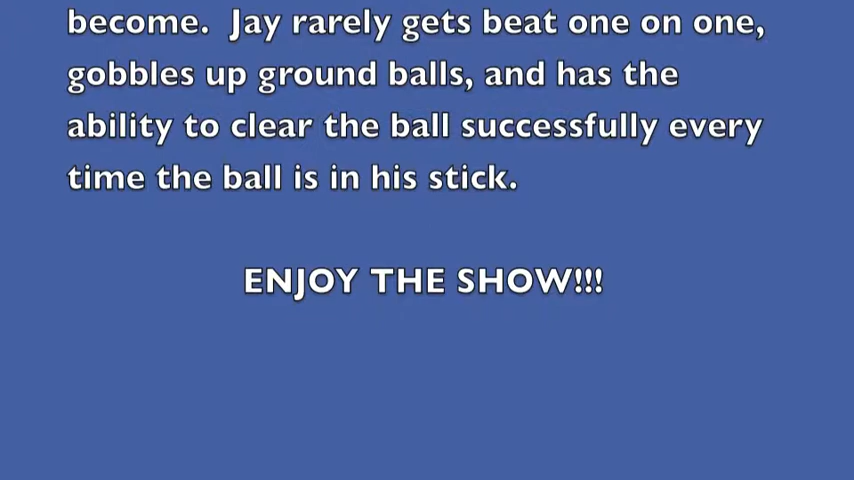 become.  Jay rarely gets beat one on one,
gobbles up ground balls, and has the
ability to clear the ball successfully every
time the ball is in his stick.
ENJOY THE SHOW!!!